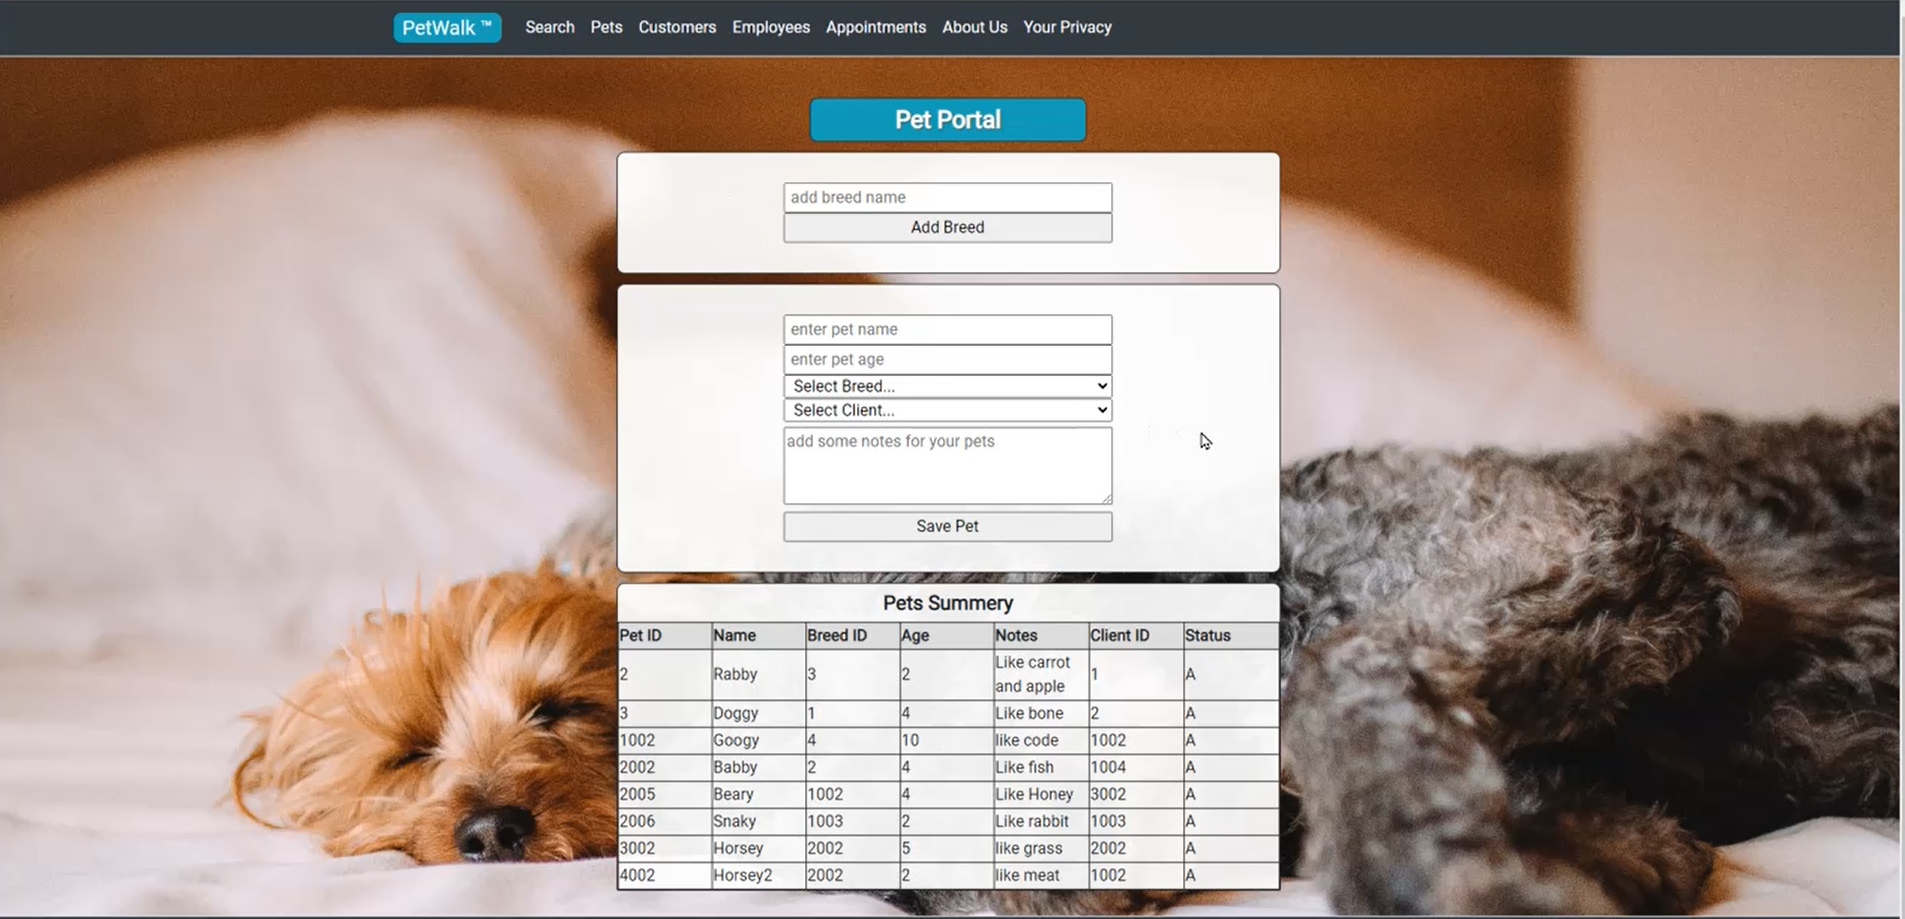 PetWalk ™ Search Pets Customers Employees Appointments About Us Your Privacy
Pet Portal
add breed name
Add Breed
enter pet name
enter pet age
Select Breed...
Select Client...
add some notes for your pets
Save Pet
Pets Summery
Pet ID Name Breed ID Age Notes Client ID Status
2 Rabby 3 2 Like carrot and apple 1 A
3 Doggy 1 4 Like bone 2 A
1002 Googy 4 10 like code 1002 A
2002 Babby 2 4 Like fish 1004 A
2005 Beary 1002 4 Like Honey 3002 A
2006 Snaky 1003 2 Like rabbit 1003 A
3002 Horsey 2002 5 like grass 2002 A
4002 Horsey2 2002 2 like meat 1002 A